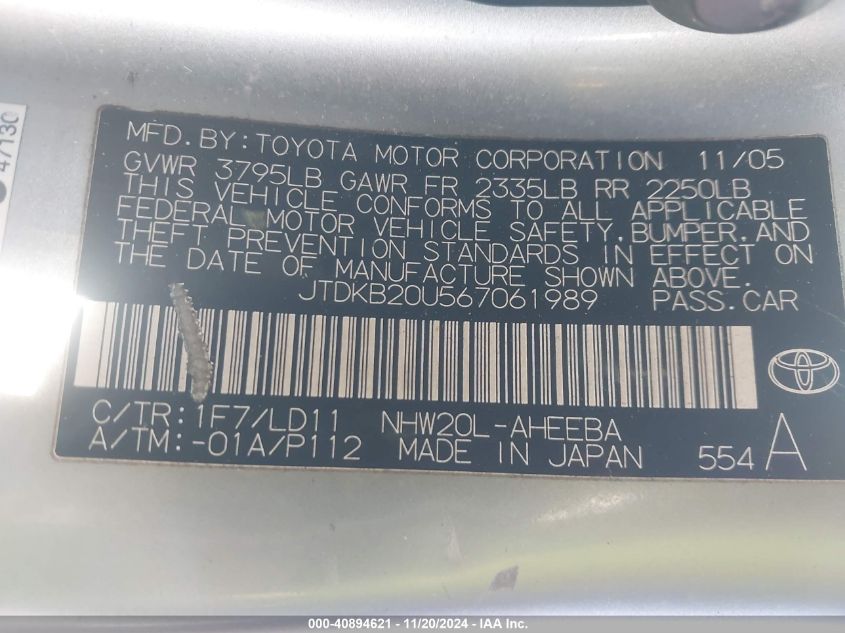 47130
MFD. BY: TOYOTA MOTOR CORPORATION 11/05
GVWR 3795LB GAWR FR 2335LB RR 2250LB
THIS VEHICLE CONFORMS TO ALL APPLICABLE
FEDERAL MOTOR VEHICLE SAFETY, BUMPER, AND
THEFT PREVENTION STANDARDS IN EFFECT ON
THE DATE OF MANUFACTURE SHOWN ABOVE.
JTDKB20U567061989 PASS. CAR
C/TR: 1F7/LD11 NHW20L-AHEEBA
A/TM: -01A/P112 MADE IN JAPAN 554 A
000-40894621 - 11/20/2024 - IAA Inc.